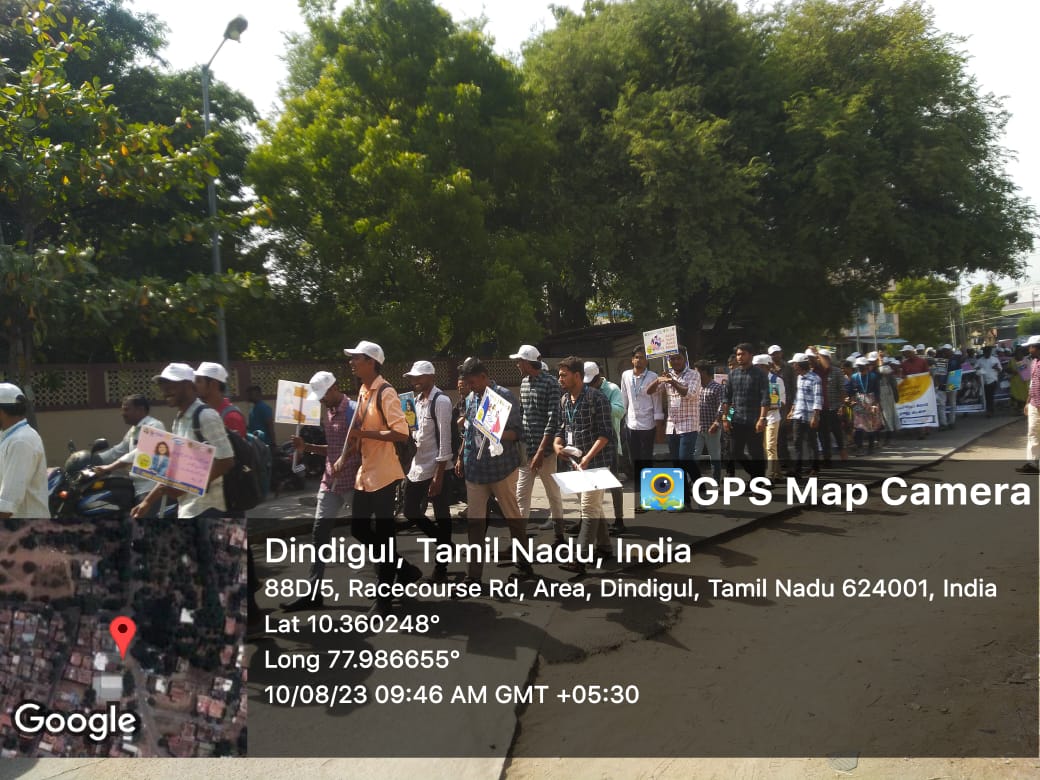 GPS Map Camera
Dindigul, Tamil Nadu, India
88D/5, Racecourse Rd, Area, Dindigul, Tamil Nadu 624001, India
Lat 10.360248°
Long 77.986655°
10/08/23 09:46 AM GMT +05:30
Google